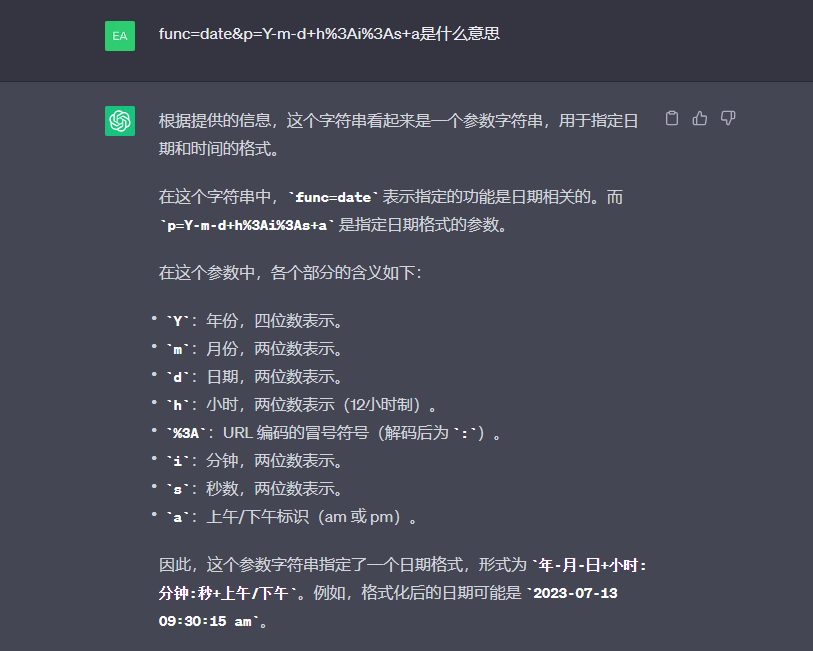 EA
func=date&p=Y-m-d+h%3Ai%3As+a是什么意思
根据提供的信息，这个字符串看起来是一个参数字符串，用于指定日
期和时间的格式。
在这个字符串中，`func=date` 表示指定的功能是日期相关的。而
`p=Y-m-d+h%3Ai%3As+a` 是指定日期格式的参数。
在这个参数中，各个部分的含义如下：
• `Y`：年份，四位数表示。
• `m`：月份，两位数表示。
• `d`：日期，两位数表示。
• `h`：小时，两位数表示（12小时制）。
• `%3A`：URL 编码的冒号符号（解码后为 `:`）。
• `i`：分钟，两位数表示。
• `s`：秒数，两位数表示。
• `a`：上午/下午标识（am 或 pm）。
因此，这个参数字符串指定了一个日期格式，形式为 `年-月-日+小时:
分钟:秒+上午/下午`。例如，格式化后的日期可能是 `2023-07-13
09:30:15 am`。